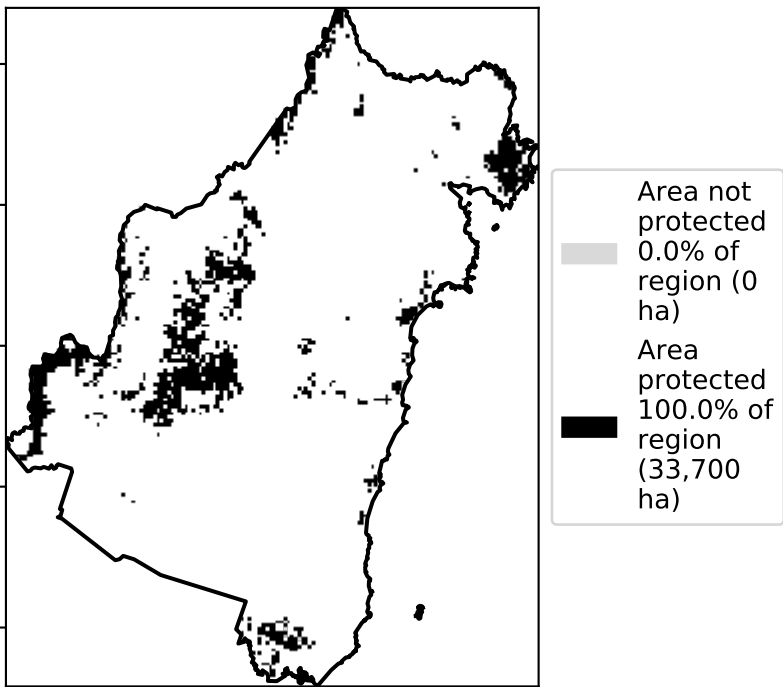 Area not
protected
0.0% of
region (0
ha)
Area
protected
100.0% of
region
(33,700
ha)